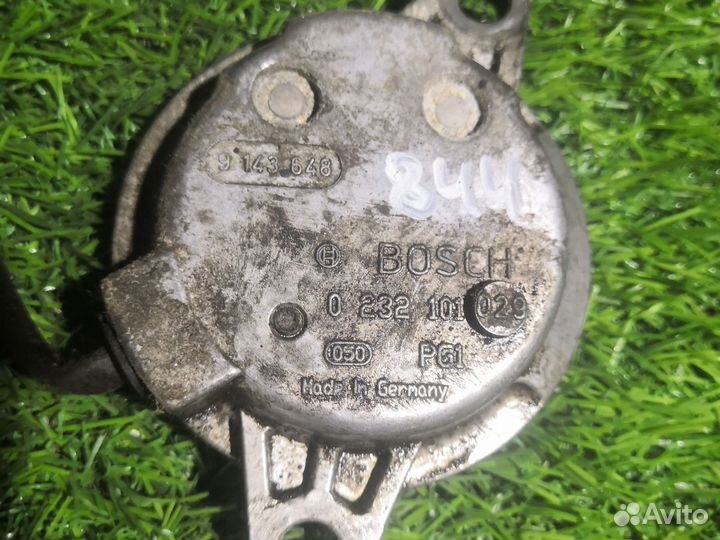 9 143 648
844
BOSCH
0 232 101 029
050 PG1
Made in Germany
Avito